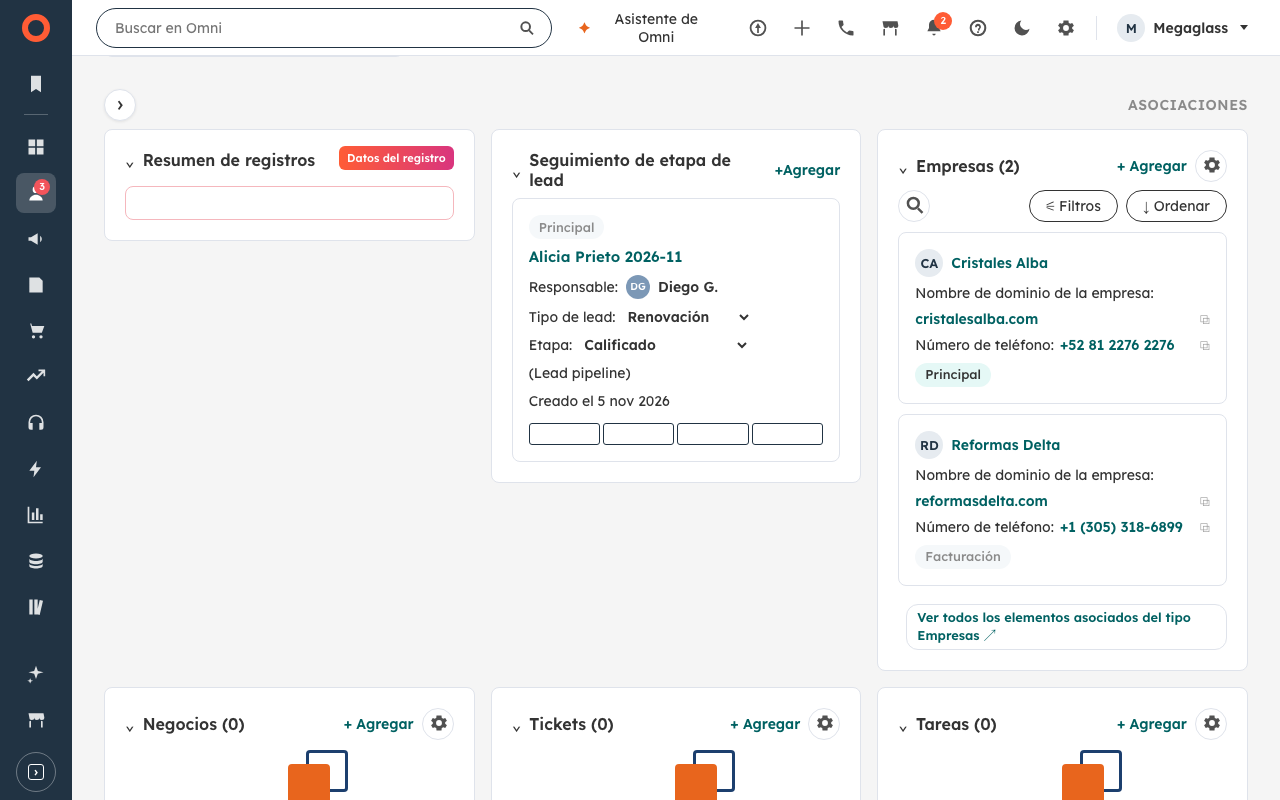 Buscar en Omni
Asistente de
Omni
2
M
Megaglass
3
ASOCIACIONES
Resumen de registros
Datos del registro
Seguimiento de etapa de
lead
+Agregar
Principal
Alicia Prieto 2026-11
Responsable: DG Diego G.
Tipo de lead: Renovación
Etapa: Calificado
(Lead pipeline)
Creado el 5 nov 2026
Empresas (2)
+ Agregar
Filtros
↓ Ordenar
CA Cristales Alba
Nombre de dominio de la empresa:
cristalesalba.com
Número de teléfono: +52 81 2276 2276
Principal
RD Reformas Delta
Nombre de dominio de la empresa:
reformasdelta.com
Número de teléfono: +1 (305) 318-6899
Facturación
Ver todos los elementos asociados del tipo
Empresas ↗
Negocios (0)
+ Agregar
Tickets (0)
+ Agregar
Tareas (0)
+ Agregar